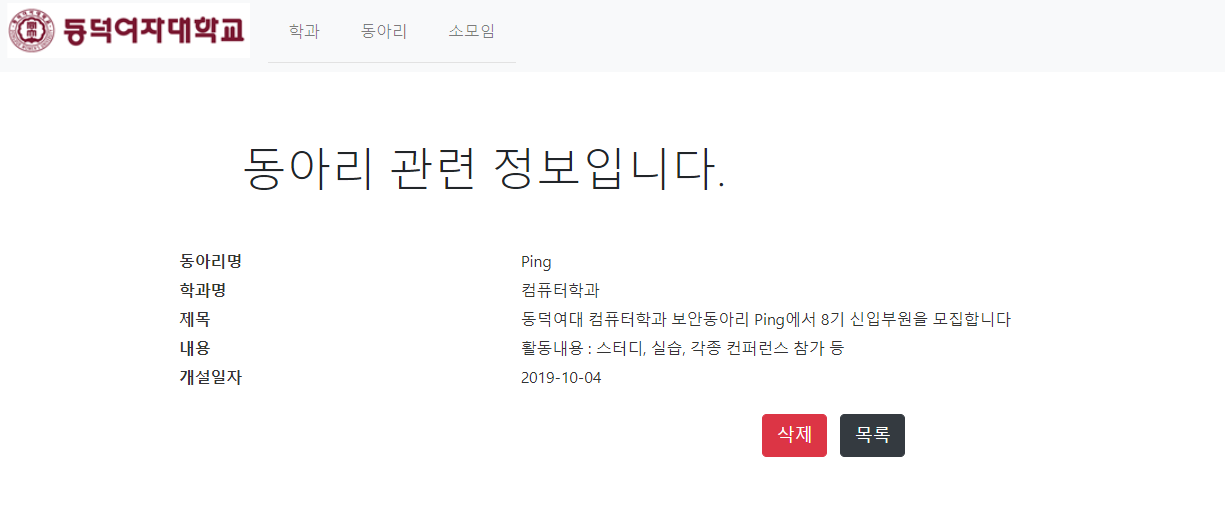 동덕여자대학교 학과 동아리 소모임
동아리 관련 정보입니다.
동아리명 Ping
학과명 컴퓨터학과
제목 동덕여대 컴퓨터학과 보안동아리 Ping에서 8기 신입부원을 모집합니다
내용 활동내용 : 스터디, 실습, 각종 컨퍼런스 참가 등
개설일자 2019-10-04
삭제 목록